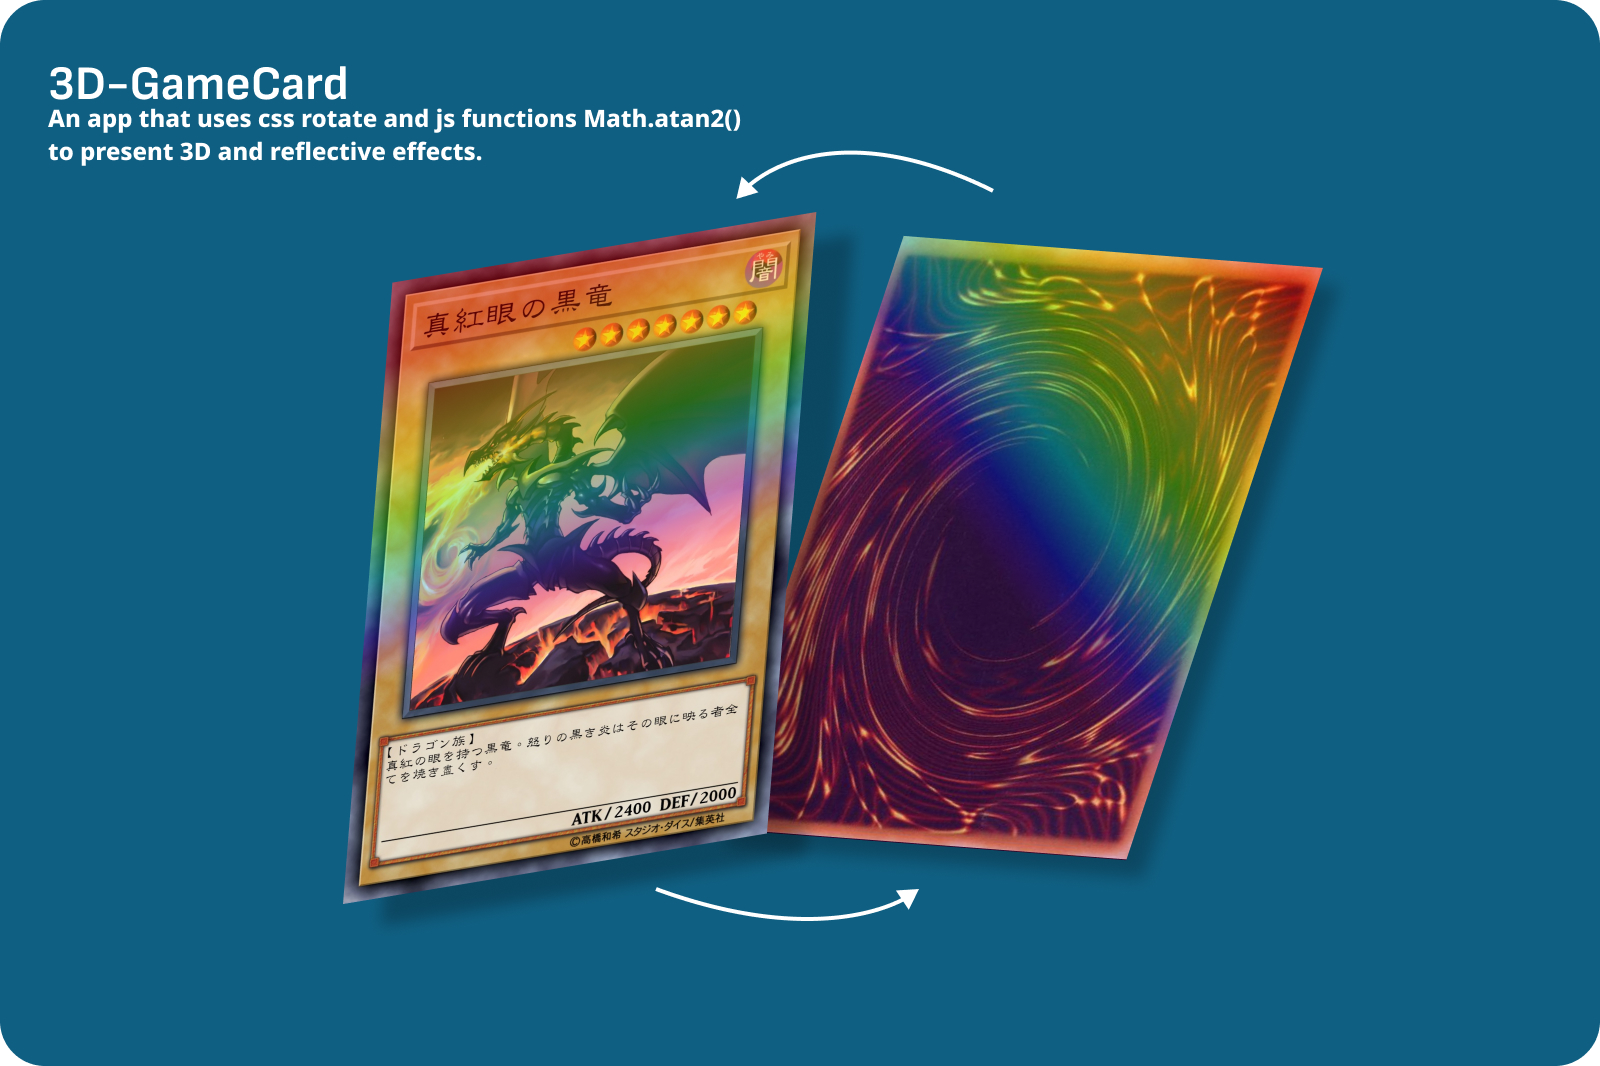 3D-GameCard
An app that uses css rotate and js functions Math.atan2()
to present 3D and reflective effects.
真紅眼の黒竜
やみ
闇
【ドラゴン族】
真紅の眼を持つ黒竜。怒りの黒き炎はその眼に映る者全
てを焼き盡くす。
ATK/2400 DEF/2000
©高橋和希 スタジオ・ダイス/集英社